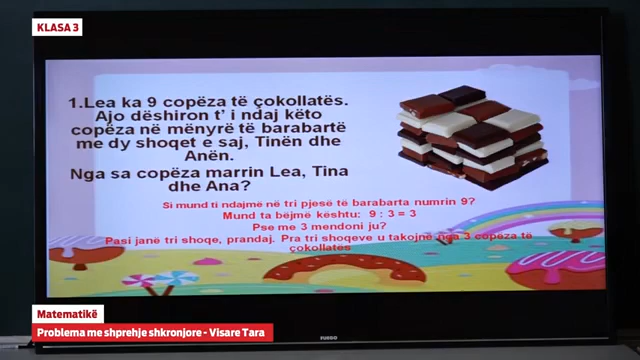 KLASA 3
1.Lea ka 9 copëza të çokollatës.
Ajo dëshiron t' i ndaj këto
copëza në mënyrë të barabartë
me dy shoqet e saj, Tinën dhe
Anën.
Nga sa copëza marrin Lea, Tina
dhe Ana?
Si mund ti ndajmë në tri pjesë të barabarta numrin 9?
Mund ta bëjmë kështu: 9 : 3 = 3
Pse me 3 mendoni ju?
Pasi janë tri shoqe, prandaj. Pra tri shoqeve u takojnë nga 3 copëza të
çokollatës
Matematikë
Problema me shprehje shkronjore - Visare Tara
FUEGO